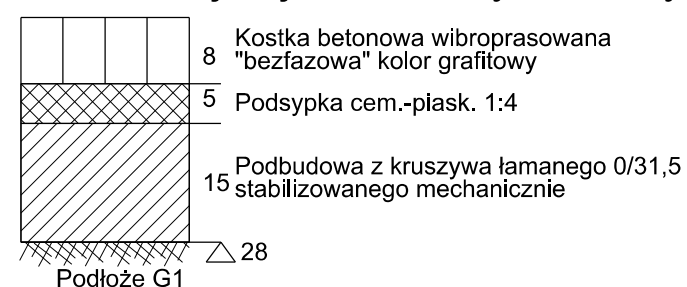 8 Kostka betonowa wibroprasowana
"bezfazowa" kolor grafitowy
5 Podsypka cem.-piask. 1:4
Podbudowa z kruszywa łamanego 0/31,5
15 stabilizowanego mechanicznie
28
Podłoże G1